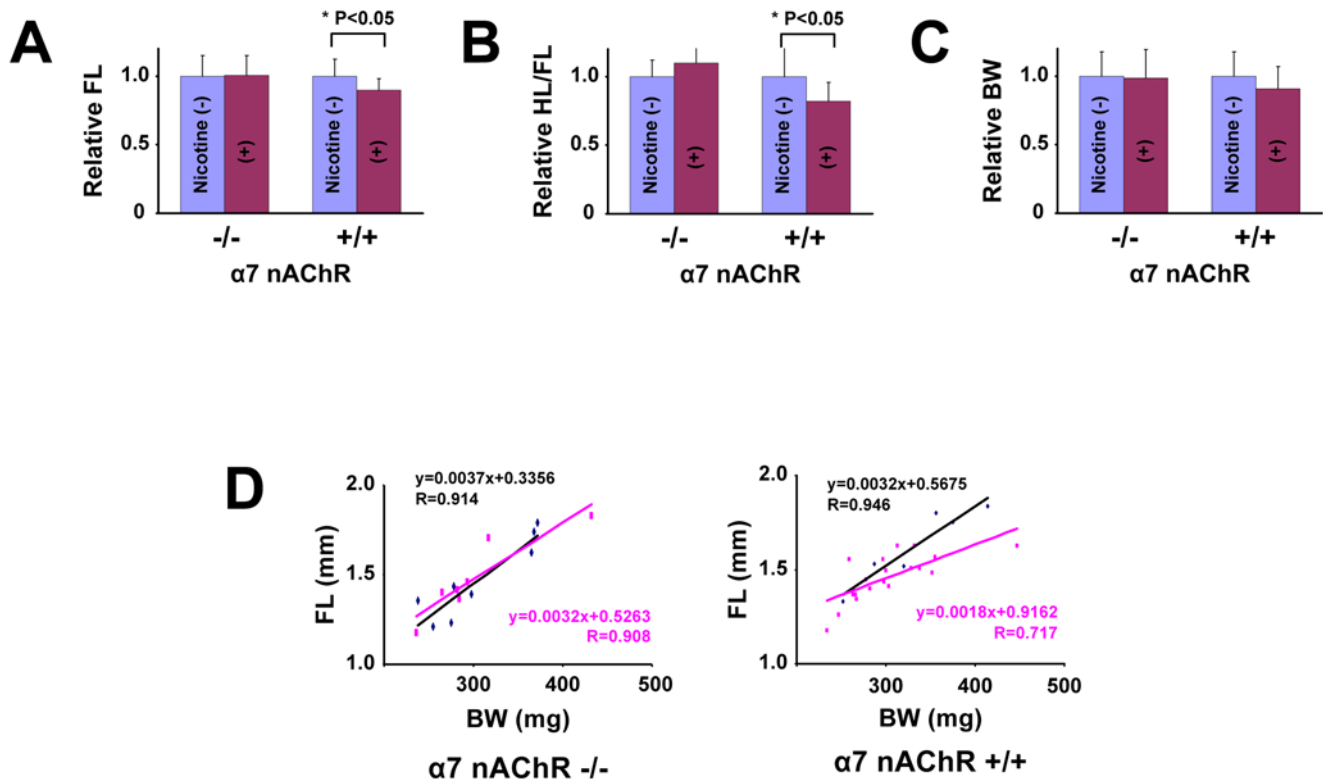 A
Relative FL
1.0
0.5
0
* P<0.05
Nicotine (-)
(+)
Nicotine (-)
(+)
-/-
+/+
α7 nAChR
B
Relative HL/FL
1.0
0.5
0
* P<0.05
Nicotine (-)
(+)
Nicotine (-)
(+)
-/-
+/+
α7 nAChR
C
Relative BW
1.0
0.5
0
Nicotine (-)
(+)
Nicotine (-)
(+)
-/-
+/+
α7 nAChR
D
y=0.0037x+0.3356
R=0.914
FL (mm)
2.0
1.5
1.0
y=0.0032x+0.5263
R=0.908
300
400
500
BW (mg)
α7 nAChR -/-
y=0.0032x+0.5675
R=0.946
FL (mm)
2.0
1.5
1.0
y=0.0018x+0.9162
R=0.717
300
400
500
BW (mg)
α7 nAChR +/+